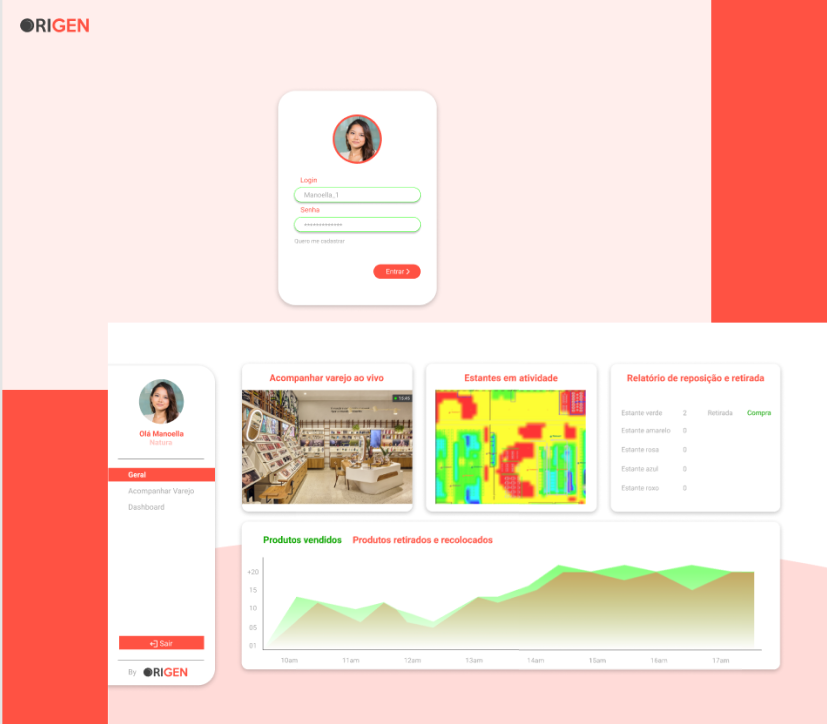 ORIGEN
Login
Manoella_1
Senha
*************
Quero me cadastrar
Entrar >
Acompanhar varejo ao vivo
Estantes em atividade
Relatório de reposição e retirada
Estante verde 2 Retirada Compra
Estante amarelo 0
Estante rosa 0
Estante azul 0
Estante roxo 0
Olá Manoella
Natura
Geral
Acompanhar Varejo
Dashboard
Sair
By ORIGEN
Produtos vendidos Produtos retirados e recolocados
+20
15
10
05
01
10am 11am 12am 13am 14am 15am 16am 17am